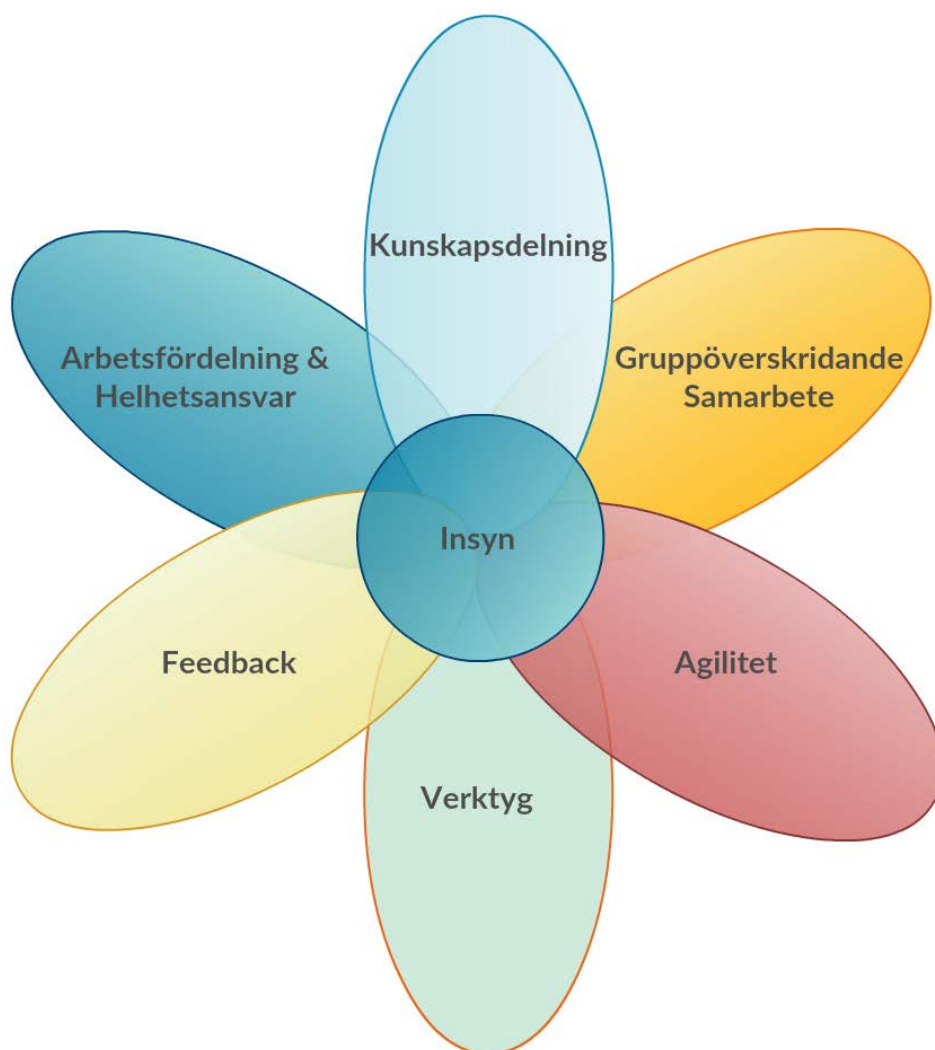 Kunskapsdelning
Arbetsfördelning &
Helhetsansvar
Gruppöverskridande
Samarbete
Insyn
Feedback
Agilitet
Verktyg